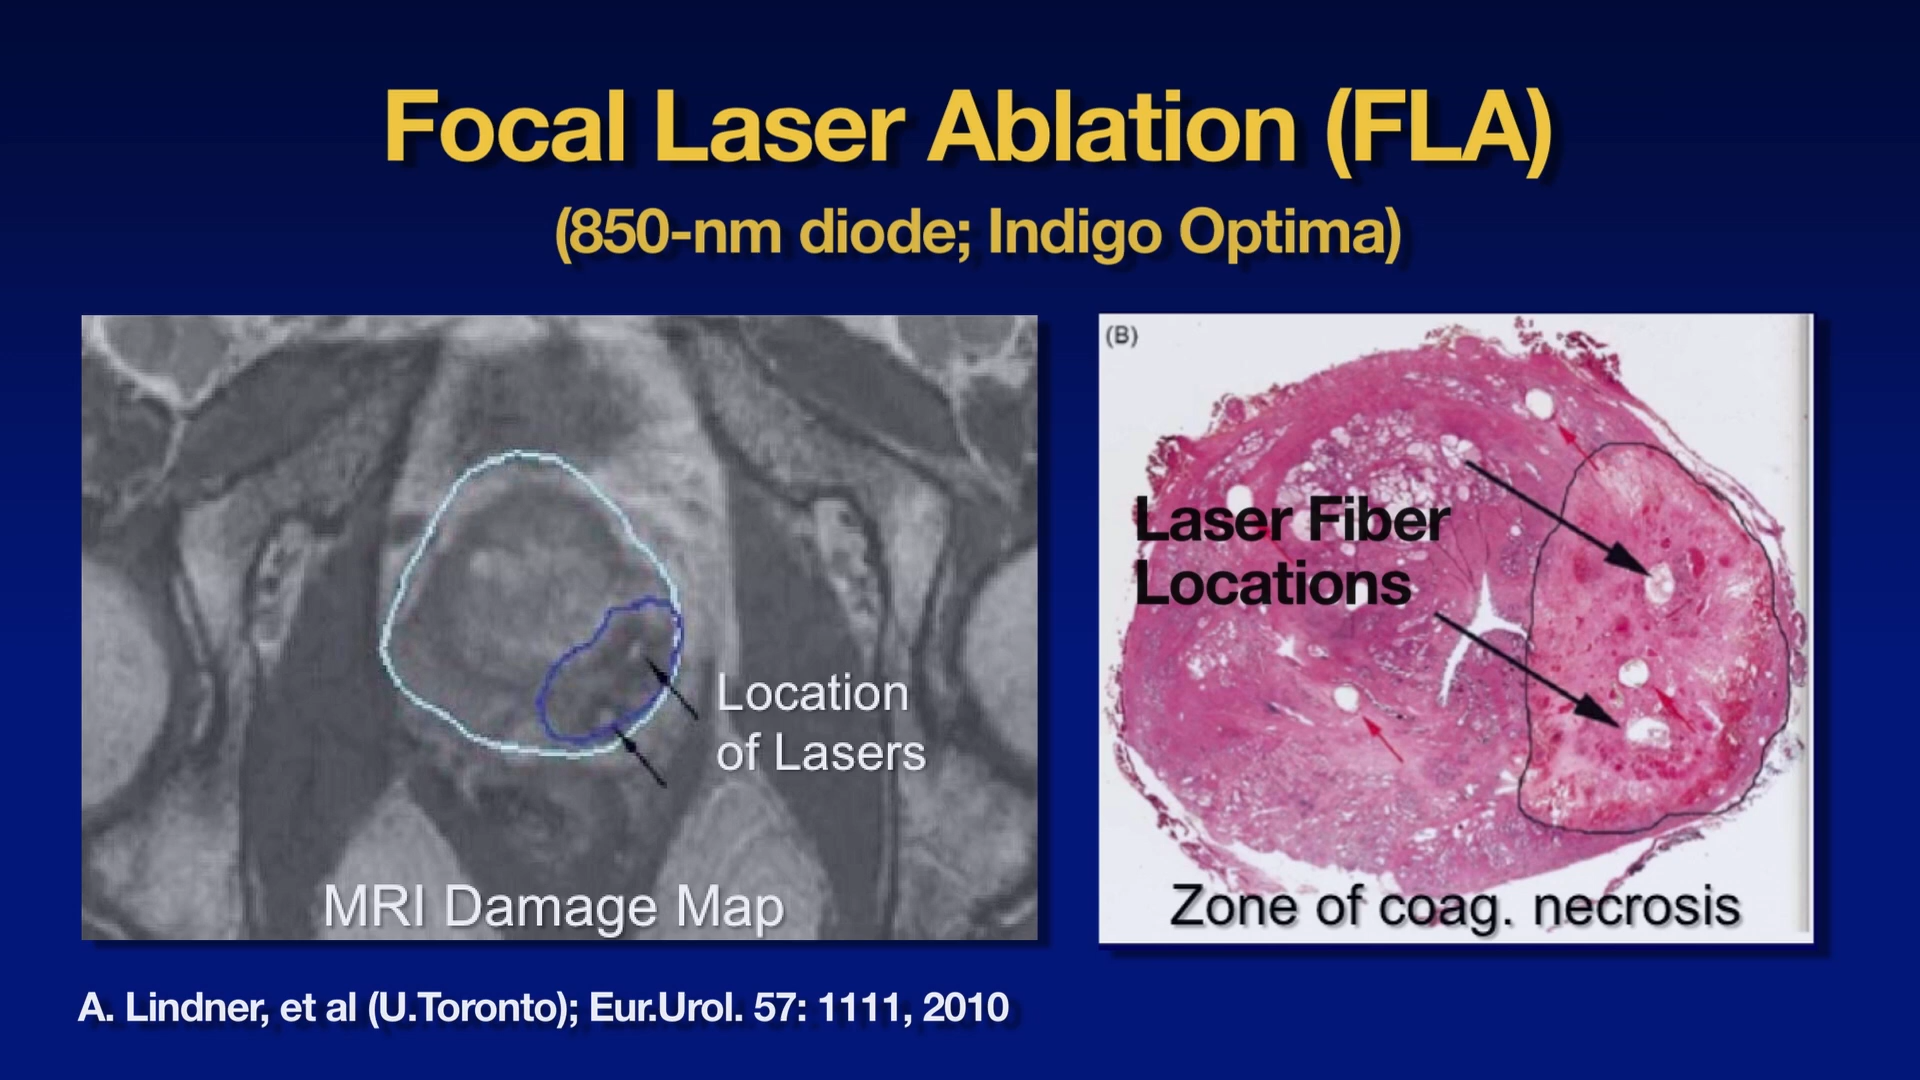 Focal Laser Ablation (FLA)
(850-nm diode; Indigo Optima)
Location
of Lasers
MRI Damage Map
(B)
Laser Fiber
Locations
Zone of coag. necrosis
A. Lindner, et al (U.Toronto); Eur.Urol. 57: 1111, 2010